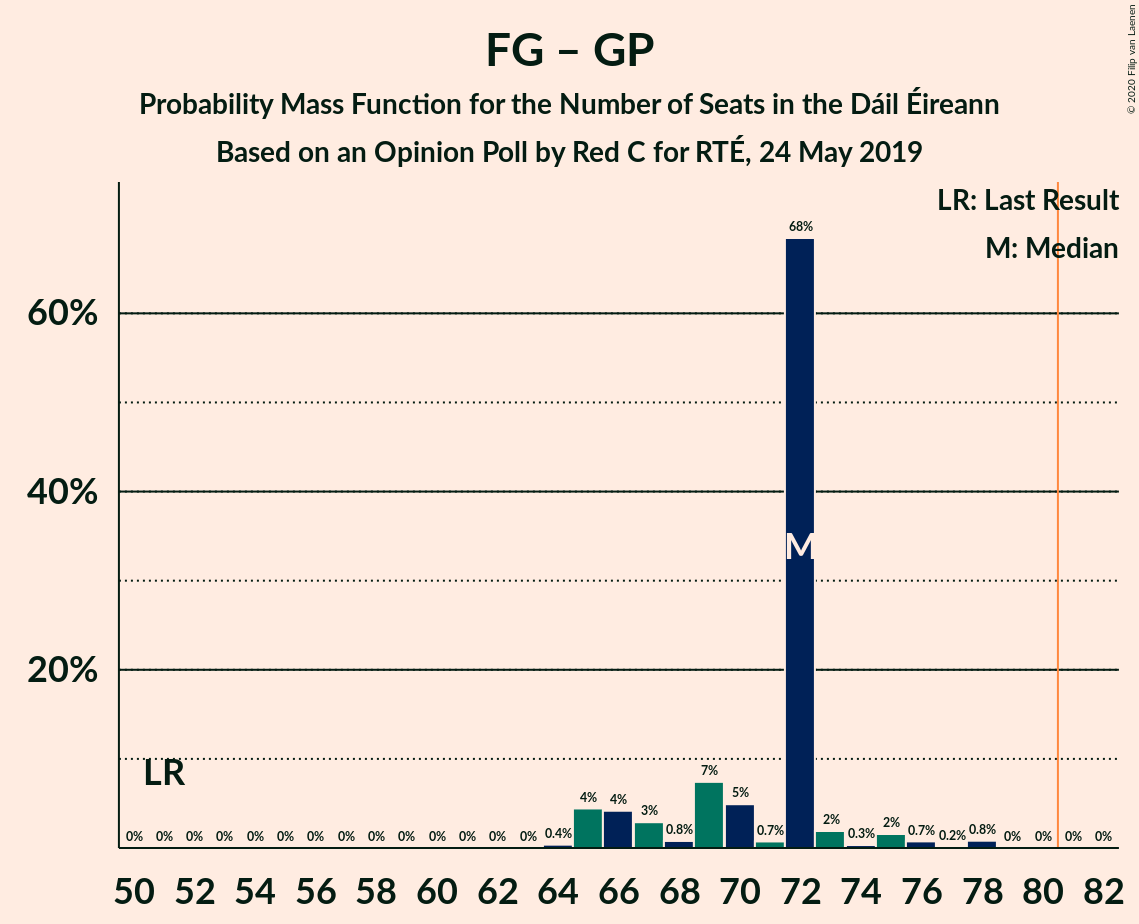 FG – GP
Probability Mass Function for the Number of Seats in the Dáil Éireann
Based on an Opinion Poll by Red C for RTÉ, 24 May 2019
© 2020 Filip van Laenen
LR: Last Result
M: Median
68%
60%
M
40%
20%
LR
0% 0% 0% 0% 0% 0% 0% 0% 0% 0% 0% 0% 0% 0% 0.4% 4% 4% 3% 0.8% 7% 5% 0.7% 2% 0.3% 2% 0.7% 0.2% 0.8% 0% 0% 0% 0%
50 52 54 56 58 60 62 64 66 68 70 72 74 76 78 80 82